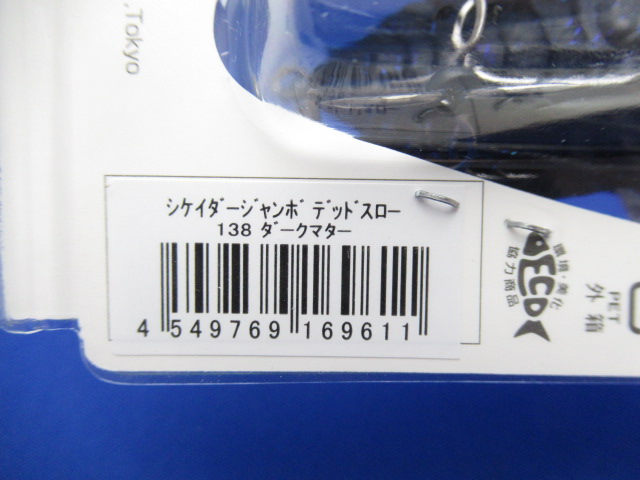 .Tokyo
シケイダージャンボ デッドスロー
138 ダークマター
4 549769 169611
環境・美化
ECO
協力商品
PET
外箱